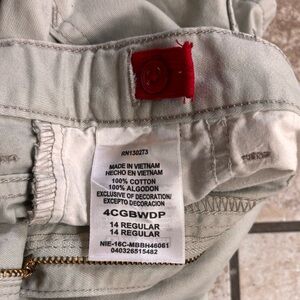 RN130273
MADE IN VIETNAM
HECHO EN VIETNAM
100% COTTON
100% ALGODON
EXCLUSIVE OF DECORATION/
EXCEPTO DECORACION
4CGBWDP
14 REGULAR
14 REGULAR
NIE-16C-MBBH46061
040326515482